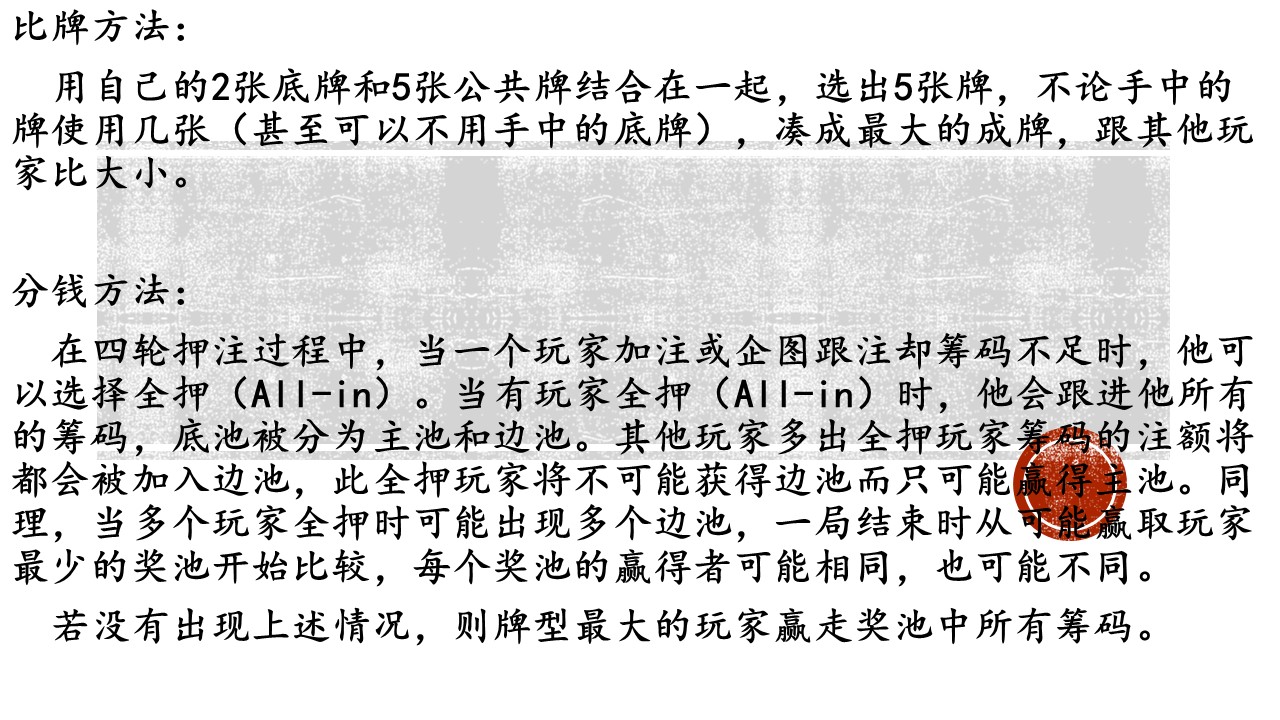 比牌方法：
用自己的2张底牌和5张公共牌结合在一起，选出5张牌，不论手中的
牌使用几张（甚至可以不用手中的底牌），凑成最大的成牌，跟其他玩
家比大小。
分钱方法：
在四轮押注过程中，当一个玩家加注或企图跟注却筹码不足时，他可
以选择全押（All-in）。当有玩家全押（All-in）时，他会跟进他所有
的筹码，底池被分为主池和边池。其他玩家多出全押玩家筹码的注额将
都会被加入边池，此全押玩家将不可能获得边池而只可能赢得主池。同
理，当多个玩家全押时可能出现多个边池，一局结束时从可能赢取玩家
最少的奖池开始比较，每个奖池的赢得者可能相同，也可能不同。
若没有出现上述情况，则牌型最大的玩家赢走奖池中所有筹码。